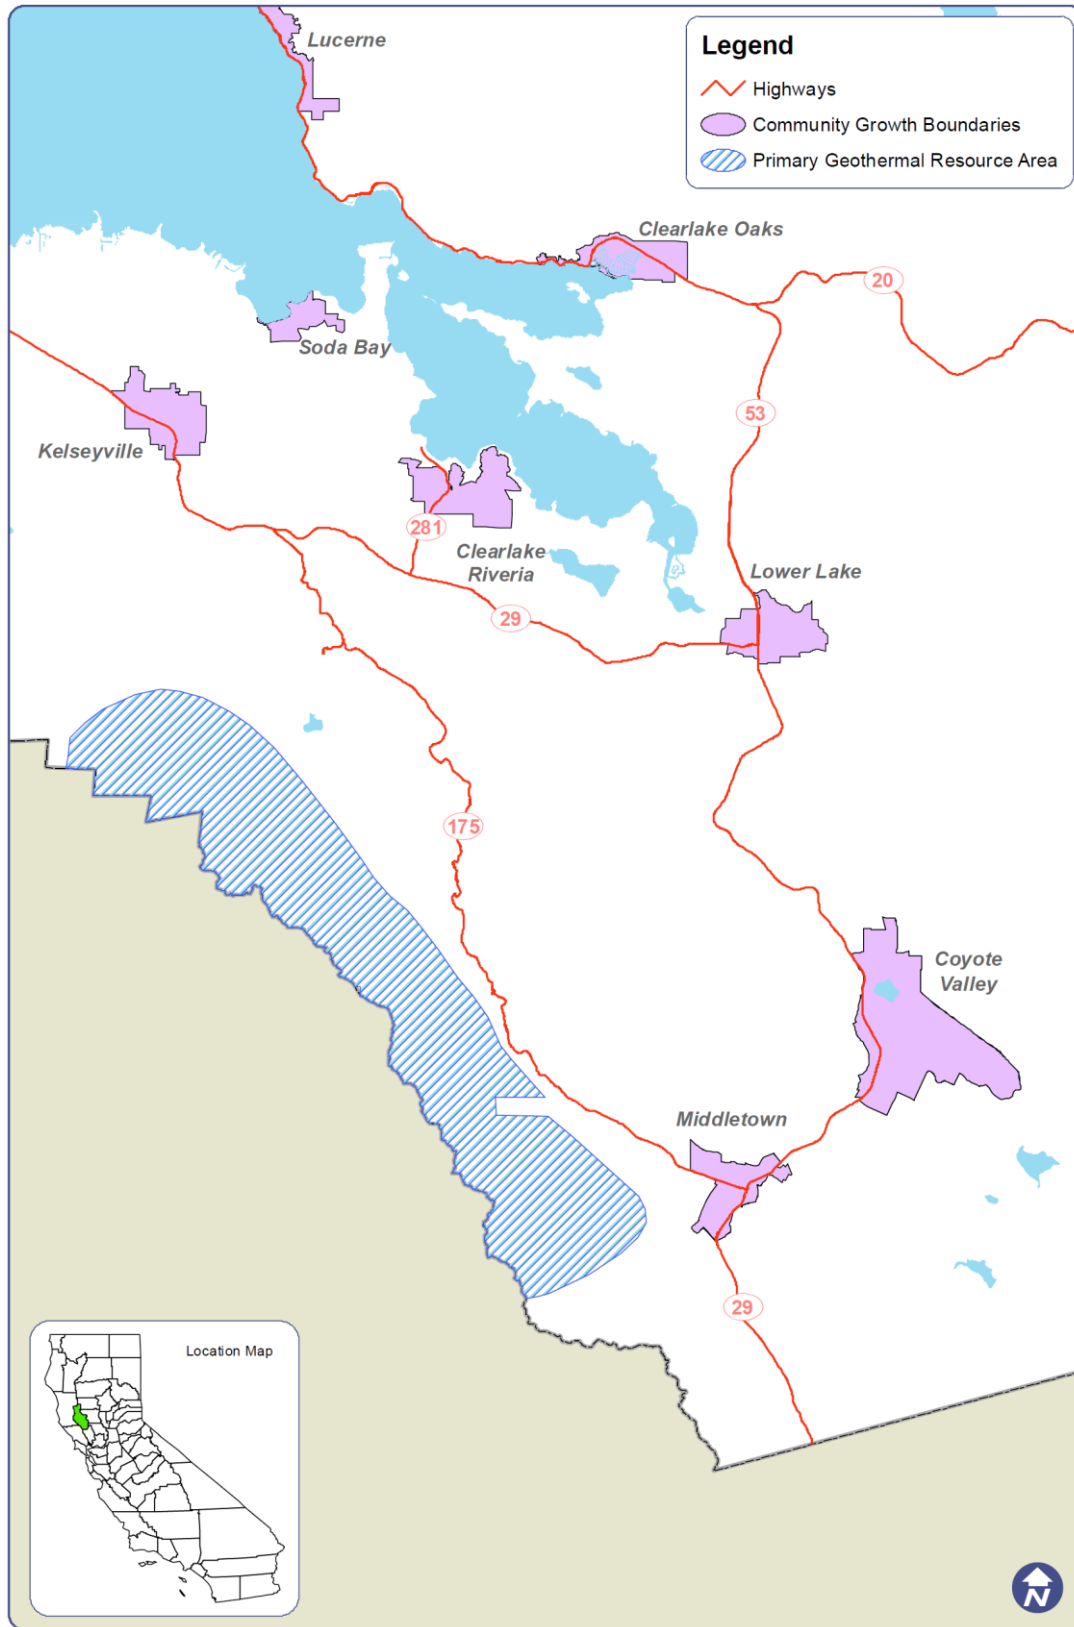 Lucerne
Legend
Highways
Community Growth Boundaries
Primary Geothermal Resource Area
Clearlake Oaks
20
Soda Bay
53
Kelseyville
281
Clearlake
Riveria
Lower Lake
29
175
Coyote
Valley
Middletown
29
Location Map
N